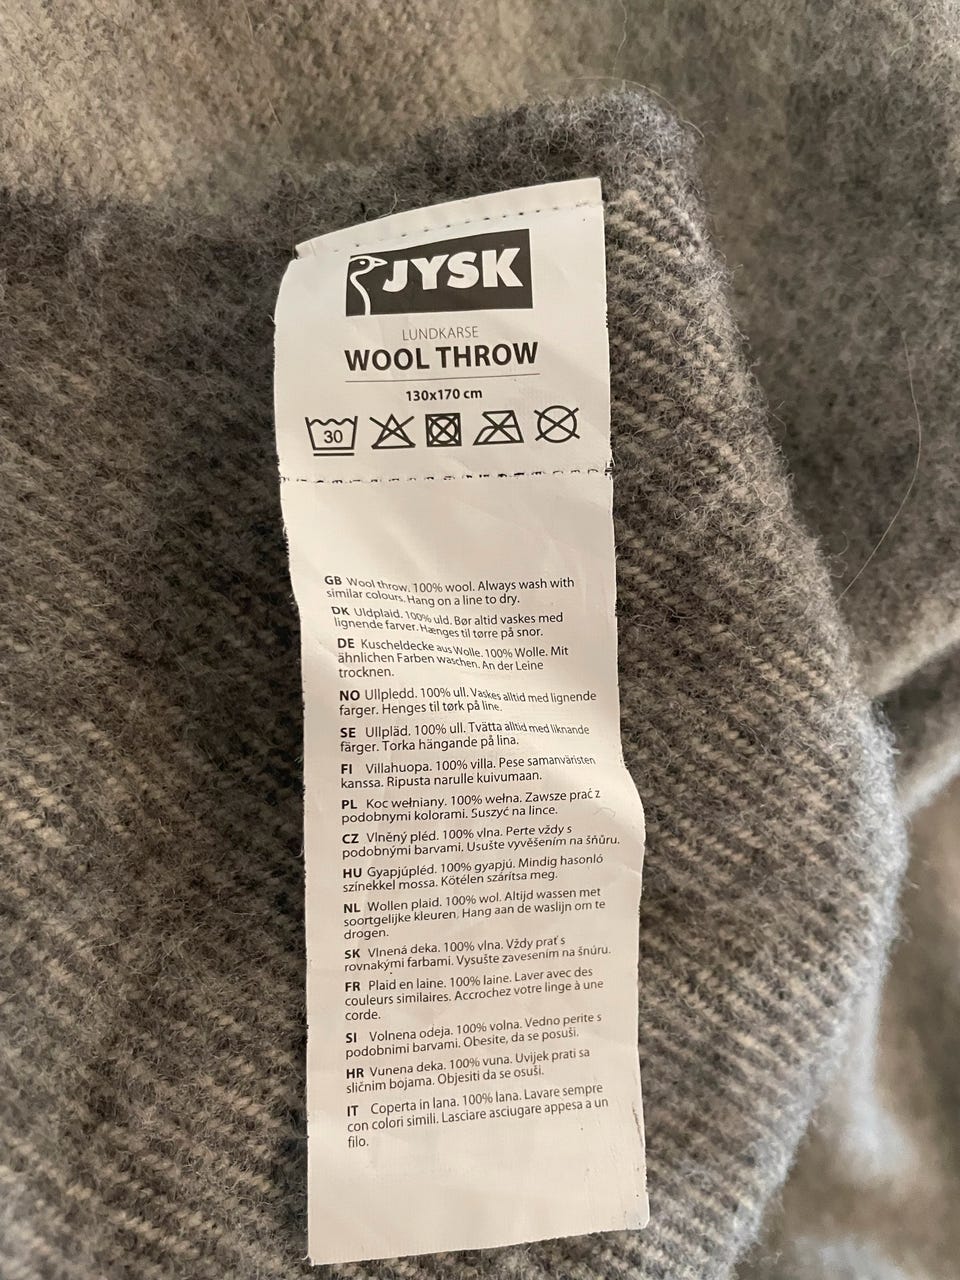 JYSK
LUNDKARSE
WOOL THROW
130x170 cm
30
GB Wool throw. 100% wool. Always wash with
similar colours. Hang on a line to dry.
DK Uldplaid. 100% uld. Bør altid vaskes med
lignende farver. Hænges til tørre på snor.
DE Kuscheldecke aus Wolle. 100% Wolle. Mit
ähnlichen Farben waschen. An der Leine
trocknen.
NO Ullpledd. 100% ull. Vaskes alltid med lignende
farger. Henges til tørk på line.
SE Ullpläd. 100% ull. Tvätta alltid med liknande
färger. Torka hängande på lina.
FI Villahuopa. 100% villa. Pese samanväristen
kanssa. Ripusta narulle kuivumaan.
PL Koc wełniany. 100% wełna. Zawsze prać z
podobnymi kolorami. Suszyć na lince.
CZ Vlněný pléd. 100% vlna. Perte vždy s
podobnými barvami. Usušte vyvěšením na šňůru.
HU Gyapjúpléd. 100% gyapjú. Mindig hasonló
színekkel mossa. Kötélen szárítsa meg.
NL Wollen plaid. 100% wol. Altijd wassen met
soortgelijke kleuren. Hang aan de waslijn om te
drogen.
SK Vlnená deka. 100% vlna. Vždy prať s
rovnakými farbami. Vysušte zavesením na šnúru.
FR Plaid en laine. 100% laine. Laver avec des
couleurs similaires. Accrochez votre linge à une
corde.
SI Volnena odeja. 100% volna. Vedno perite s
podobnimi barvami. Obesite, da se posuši.
HR Vunena deka. 100% vuna. Uvijek prati sa
sličnim bojama. Objesiti da se osuši.
IT Coperta in lana. 100% lana. Lavare sempre
con colori simili. Lasciare asciugare appesa a un
filo.